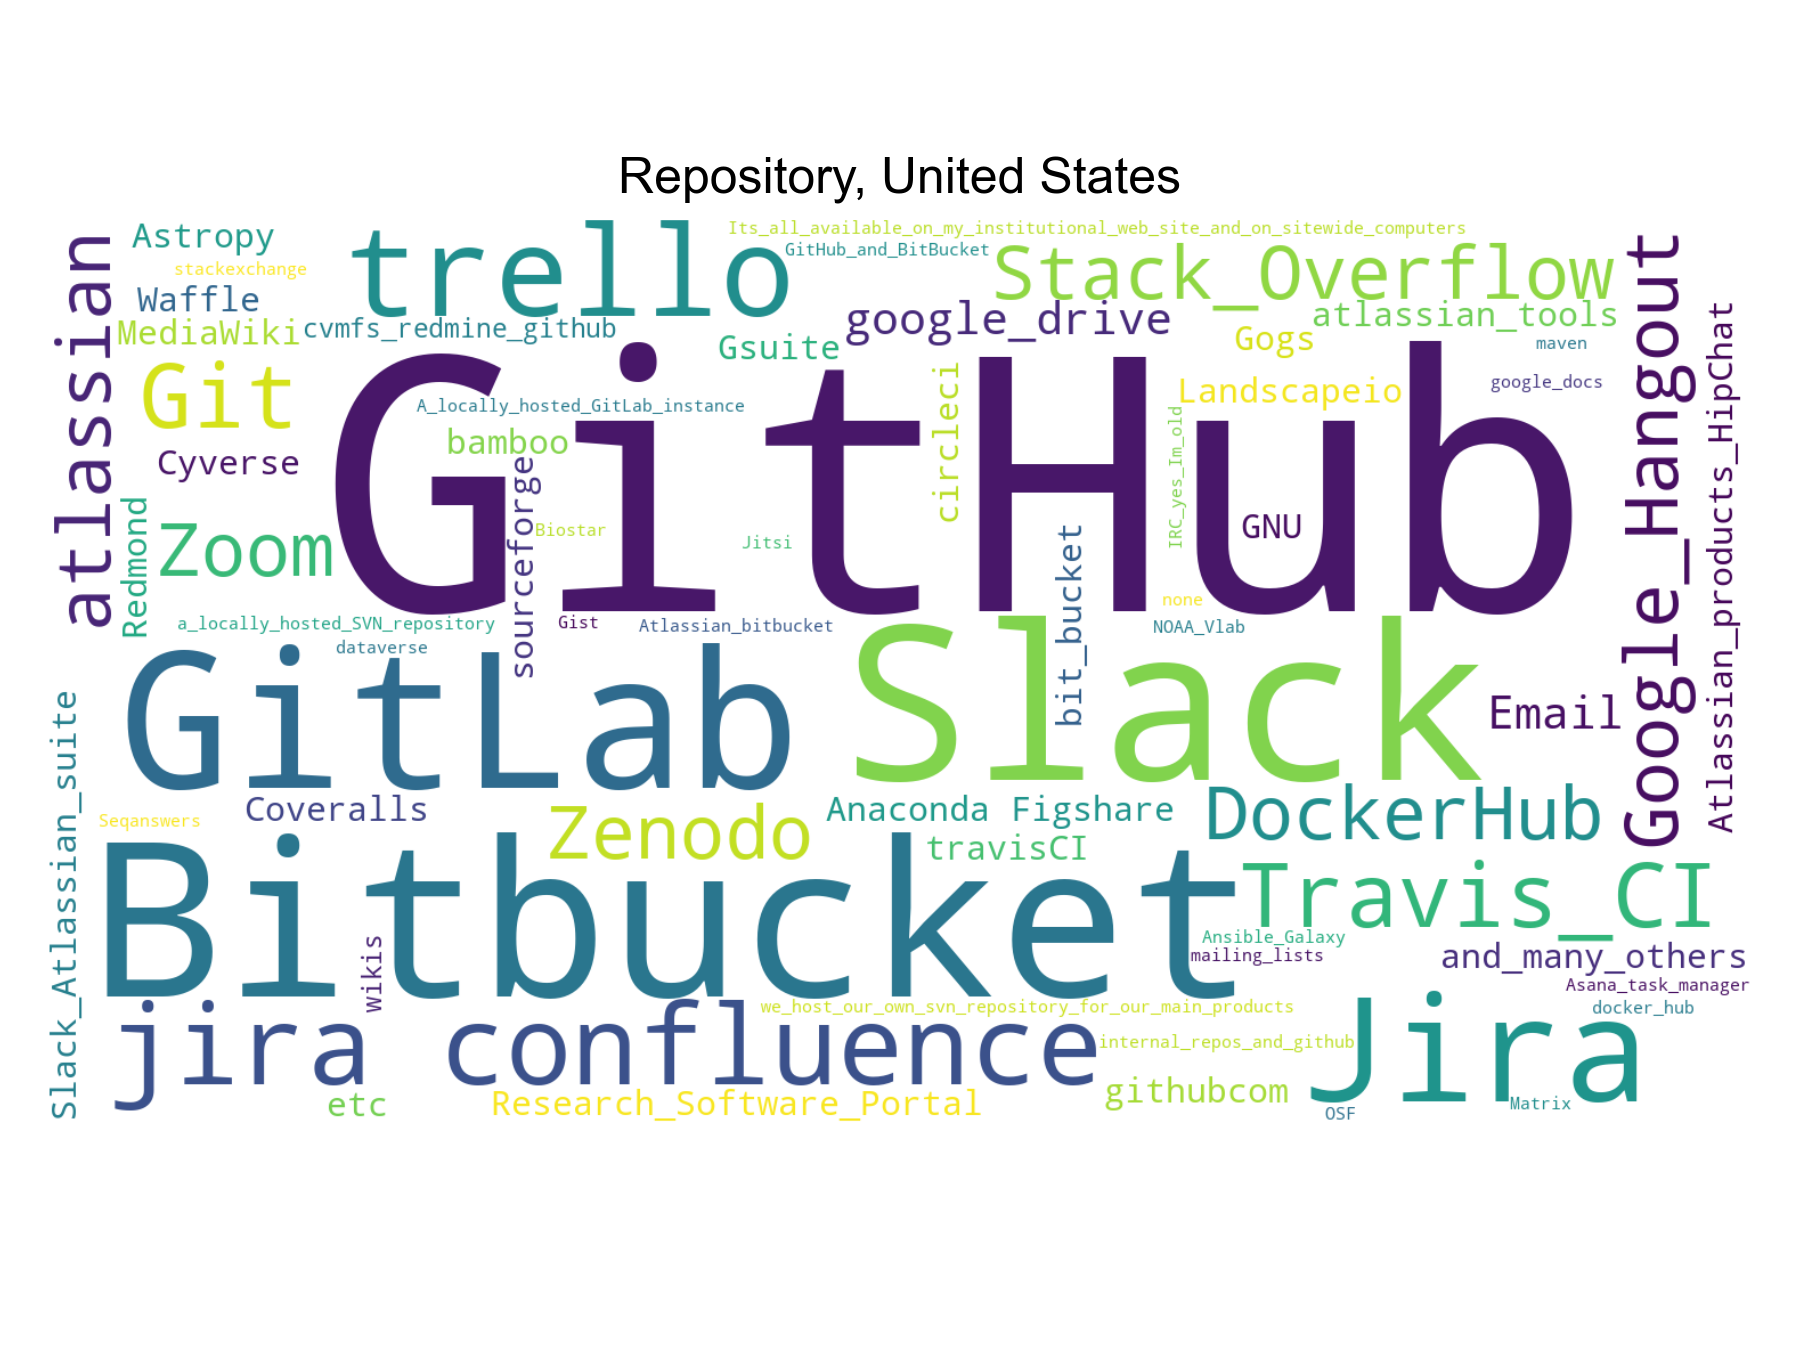 Repository, United States
Its_all_available_on_my_institutional_web_site_and_on_sitewide_computers
Astropy
trello
GitHub_and_BitBucket
Stack_Overflow
stackexchange
Waffle
google_drive
atlassian_tools
MediaWiki
cvmfs_redmine_github
Gsuite
Gogs
maven
atlassian
Google_Hangout
Atlassian_products_HipChat
Git
GitHub
Landscapeio
google_docs
A_locally_hosted_GitLab_instance
bamboo
circleci
IRC_yes_Im_old
Cyverse
sourceforge
Redmond
Zoom
Biostar
Jitsi
GNU
bit_bucket
none
a_locally_hosted_SVN_repository
Gist
Atlassian_bitbucket
NOAA_Vlab
dataverse
GitLab
Slack
Email
Slack_Atlassian_suite
Seqanswers
Coveralls
Zenodo
Anaconda Figshare
DockerHub
travisCI
Bitbucket
Travis_CI
wikis
Ansible_Galaxy
mailing_lists
and_many_others
Asana_task_manager
jira confluence
we_host_our_own_svn_repository_for_our_main_products
docker_hub
internal_repos_and_github
Jira
etc
Research_Software_Portal
githubcom
OSF
Matrix